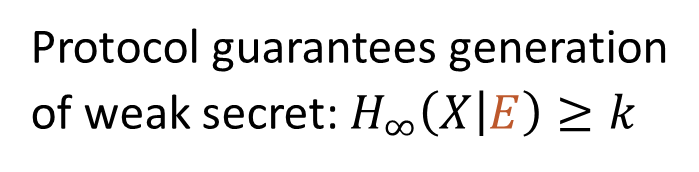 Protocol guarantees generation
of weak secret: H∞(X|E) ≥ k